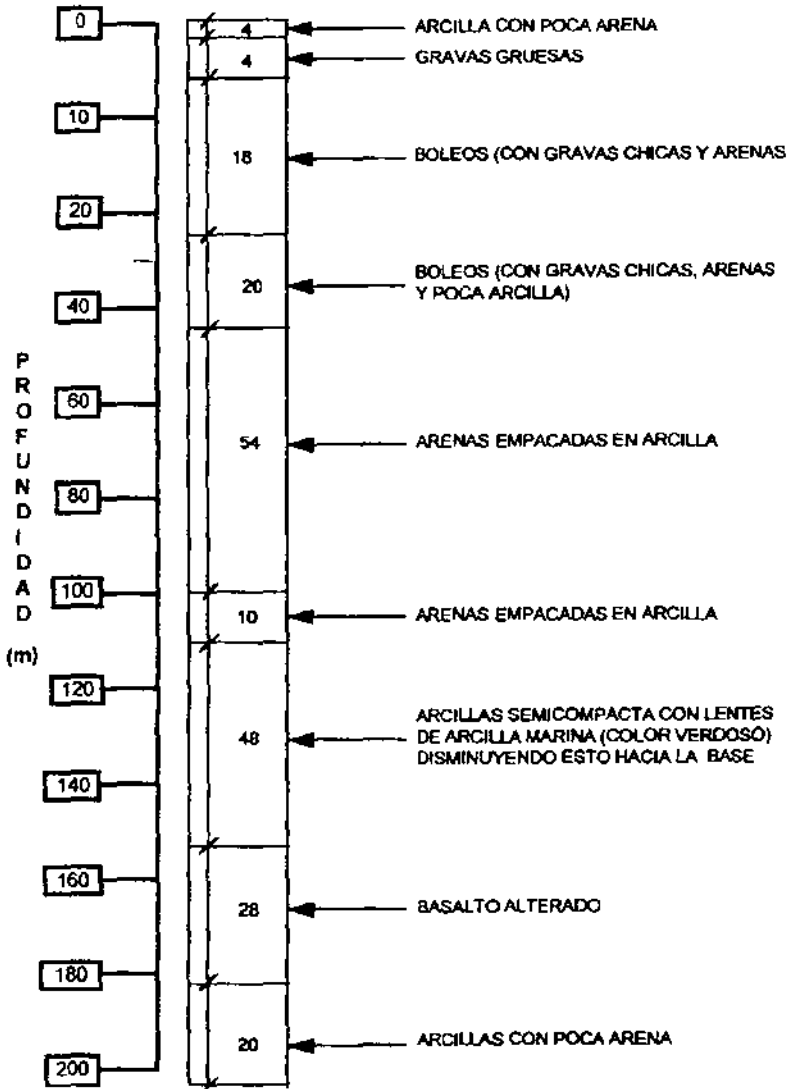 0
10
20
40
60
80
100
120
140
160
180
200
PROFUNDIDAD
(m)
4
4
18
20
54
10
48
28
20
ARCILLA CON POCA ARENA
GRAVAS GRUESAS
BOLEOS (CON GRAVAS CHICAS Y ARENAS
BOLEOS (CON GRAVAS CHICAS, ARENAS
Y POCA ARCILLA)
ARENAS EMPACADAS EN ARCILLA
ARENAS EMPACADAS EN ARCILLA
ARCILLAS SEMICOMPACTA CON LENTES
DE ARCILLA MARINA (COLOR VERDOSO)
DISMINUYENDO ESTO HACIA LA BASE
BASALTO ALTERADO
ARCILLAS CON POCA ARENA